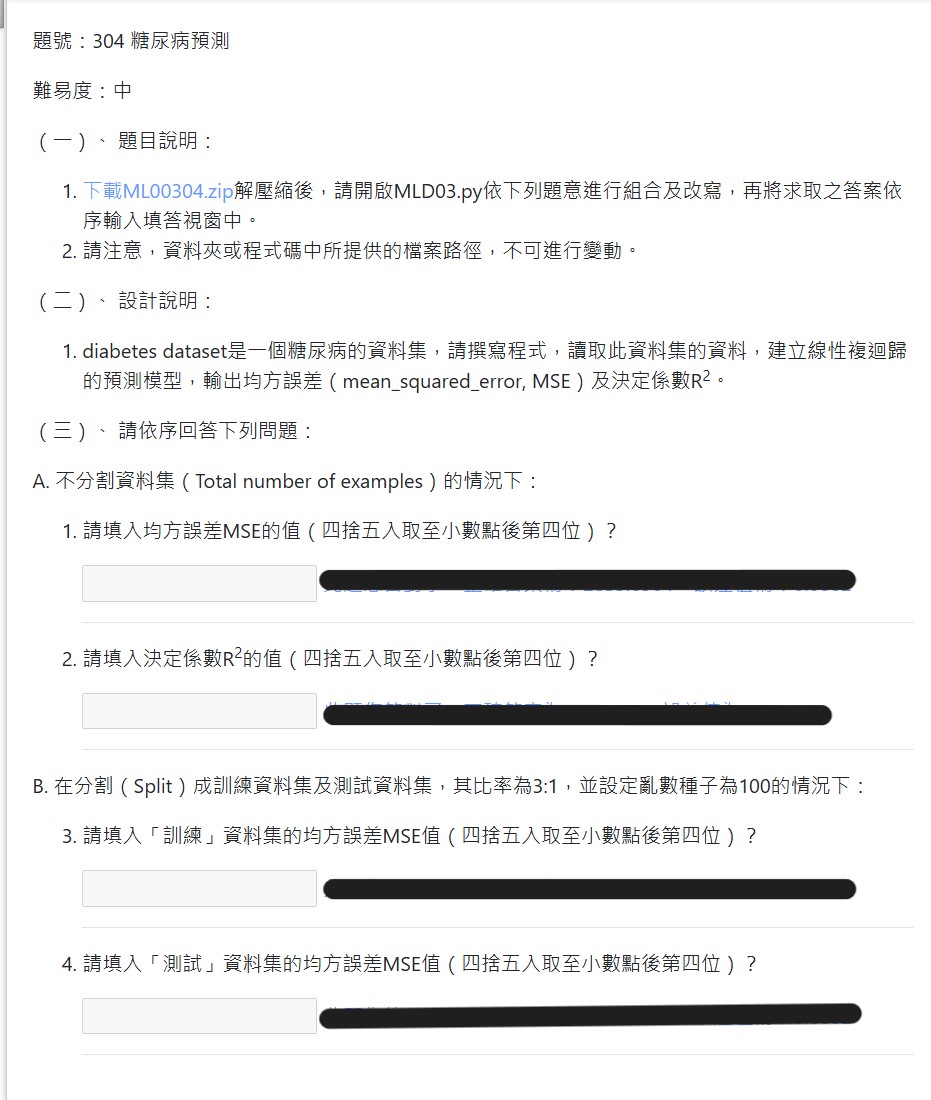 題號：304 糖尿病預測
難易度：中
（一）、 題目說明：
1. 下載ML00304.zip解壓縮後，請開啟MLD03.py依下列題意進行組合及改寫，再將求取之答案依
序輸入填答視窗中。
2. 請注意，資料夾或程式碼中所提供的檔案路徑，不可進行變動。
（二）、 設計說明：
1. diabetes dataset是一個糖尿病的資料集，請撰寫程式，讀取此資料集的資料，建立線性複迴歸
的預測模型，輸出均方誤差（mean_squared_error, MSE）及決定係數R²。
（三）、 請依序回答下列問題：
A. 不分割資料集（Total number of examples）的情況下：
1. 請填入均方誤差MSE的值（四捨五入取至小數點後第四位）？
2. 請填入決定係數R²的值（四捨五入取至小數點後第四位）？
B. 在分割（Split）成訓練資料集及測試資料集，其比率為3:1，並設定亂數種子為100的情況下：
3. 請填入「訓練」資料集的均方誤差MSE值（四捨五入取至小數點後第四位）？
4. 請填入「測試」資料集的均方誤差MSE值（四捨五入取至小數點後第四位）？